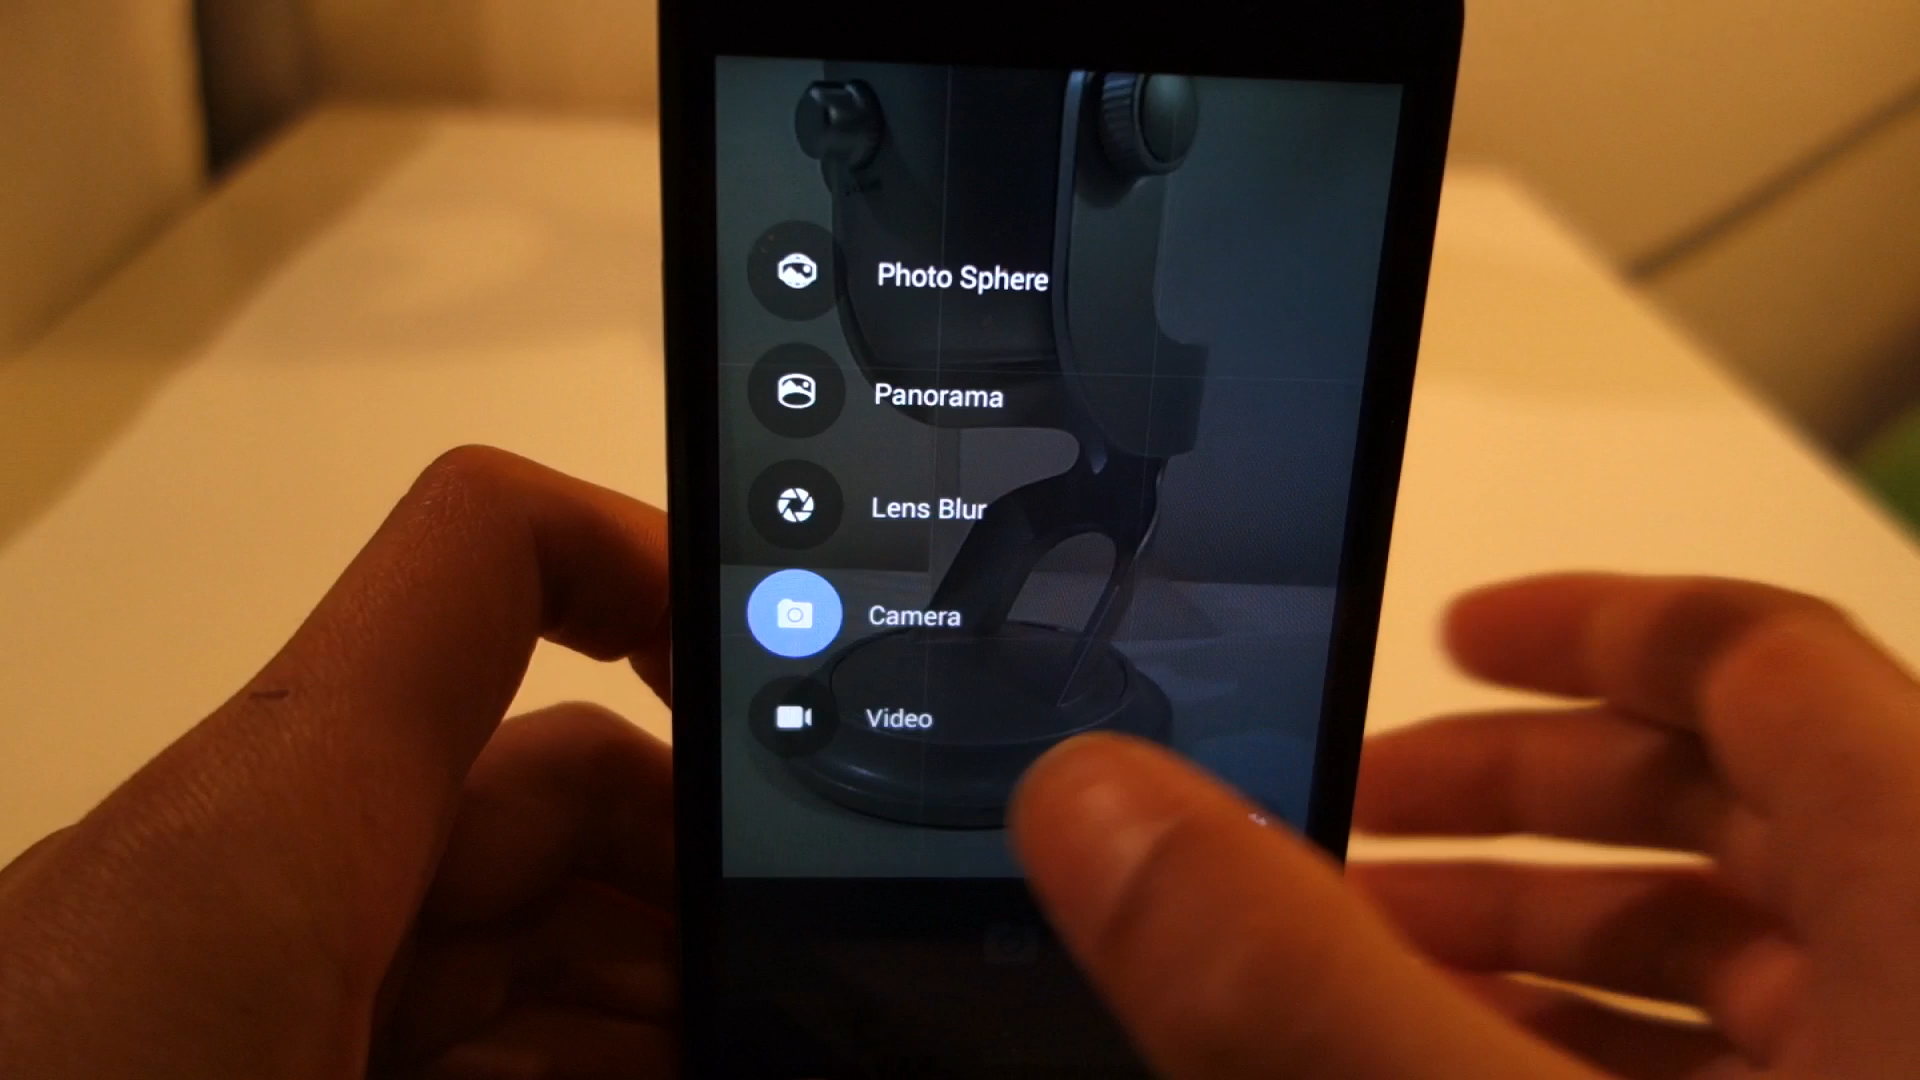 Photo Sphere
Panorama
Lens Blur
Camera
Video